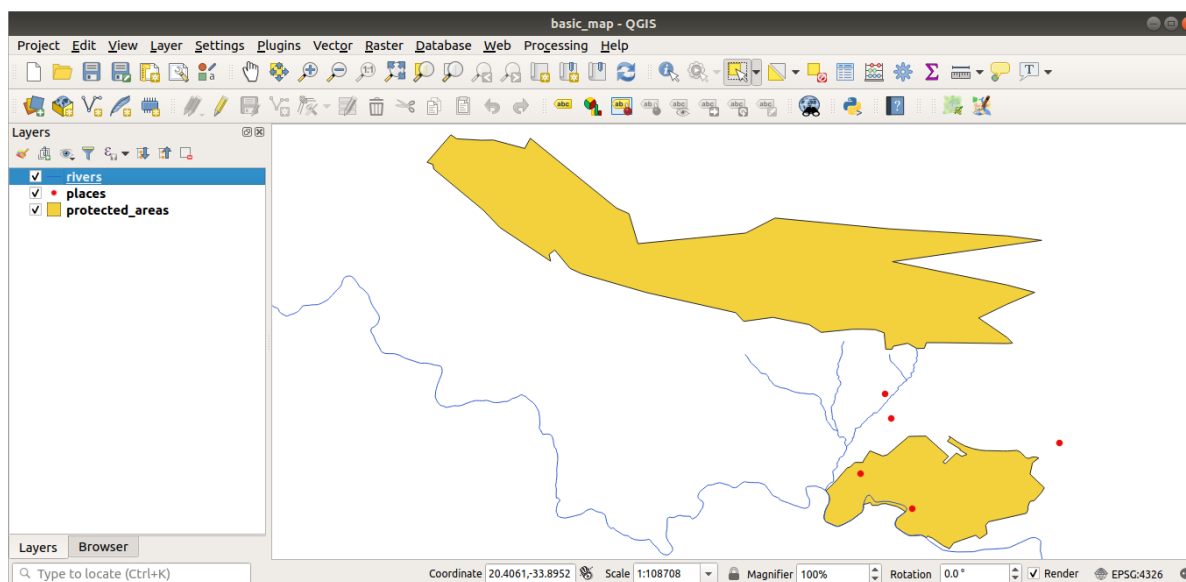 basic_map - QGIS
Project Edit View Layer Settings Plugins Vector Raster Database Web Processing Help
Layers
rivers
places
protected_areas
Layers Browser
Type to locate (Ctrl+K) Coordinate 20.4061,-33.8952 Scale 1:108708 Magnifier 100% Rotation 0.0 ° Render EPSG:4326